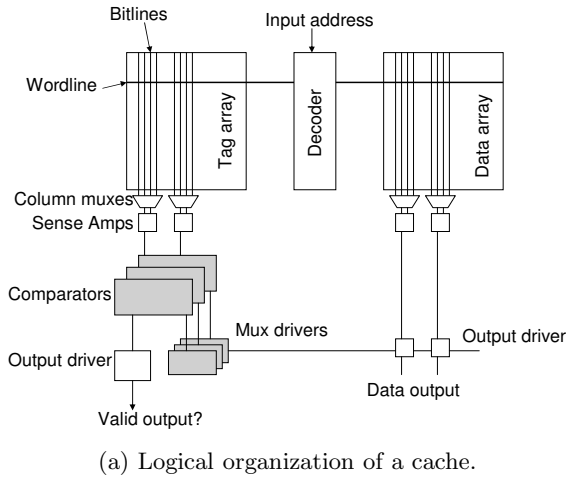 Bitlines
Input address
Wordline
Tag array
Decoder
Data array
Column muxes
Sense Amps
Comparators
Mux drivers
Output driver
Output driver
Data output
Valid output?
(a) Logical organization of a cache.